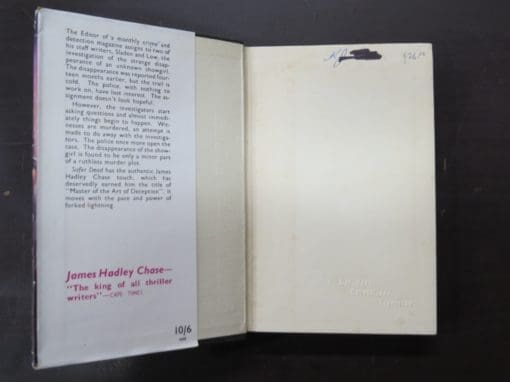 The Editor of a monthly crime and
detection magazine assigns to two of
his staff writers, Sladen and Low, the
investigation of the strange disap-
pearance of an unknown showgirl.
The disappearance was reported four-
teen months earlier, but the trail is
cold. The police, with nothing to
work on, have lost interest. The as-
signment doesn't look hopeful.
However, the investigators start
asking questions and almost immedi-
ately things begin to happen. Wit-
nesses are murdered, an attempt is
made to do away with the investiga-
tors. The police once more open the
case. The disappearance of the show-
girl is found to be only a minor part
of a ruthless murder plot.
Safer Dead has the authentic James
Hadley Chase touch, which has
deservedly earned him the title of
"Master of the Art of Deception". It
moves with the pace and power of
forked lightning.
James Hadley Chase—
"The king of all thriller
writers"—CAPE TIMES
10/6